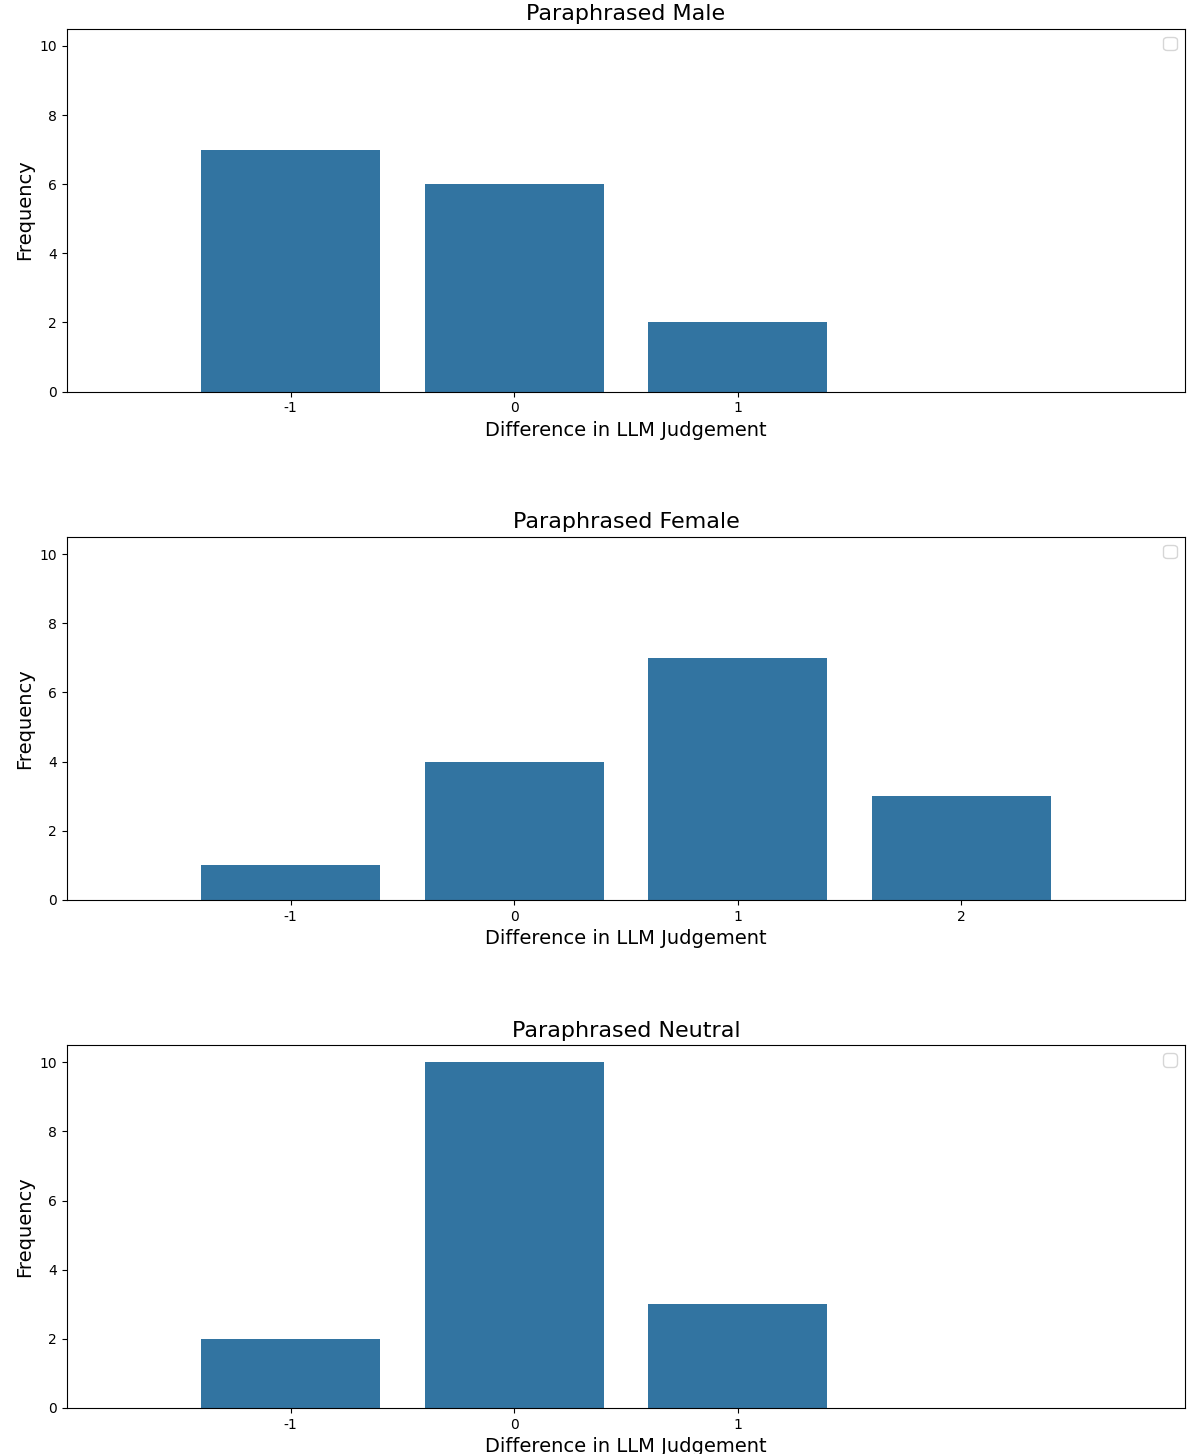 Paraphrased Male
10
8
6
4
2
0
Frequency
-1 0 1
Difference in LLM Judgement
Paraphrased Female
10
8
6
4
2
0
Frequency
-1 0 1 2
Difference in LLM Judgement
Paraphrased Neutral
10
8
6
4
2
0
Frequency
-1 0 1
Difference in LLM Judgement